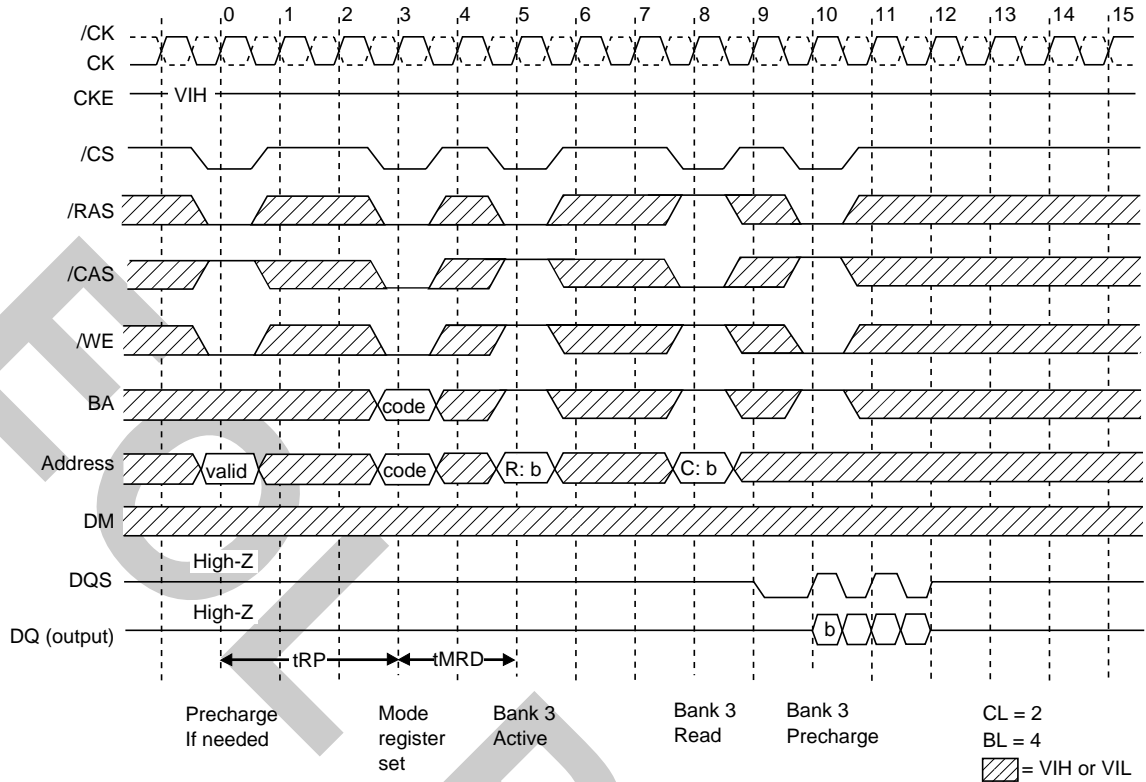 0 1 2 3 4 5 6 7 8 9 10 11 12 13 14 15
/CK
CK
CKE VIH
/CS
/RAS
/CAS
/WE
BA code
Address valid code R: b C: b
DM
High-Z
DQS
High-Z
DQ (output) b
tRP tMRD
Precharge If needed
Mode register set
Bank 3 Active
Bank 3 Read
Bank 3 Precharge
CL = 2
BL = 4
= VIH or VIL